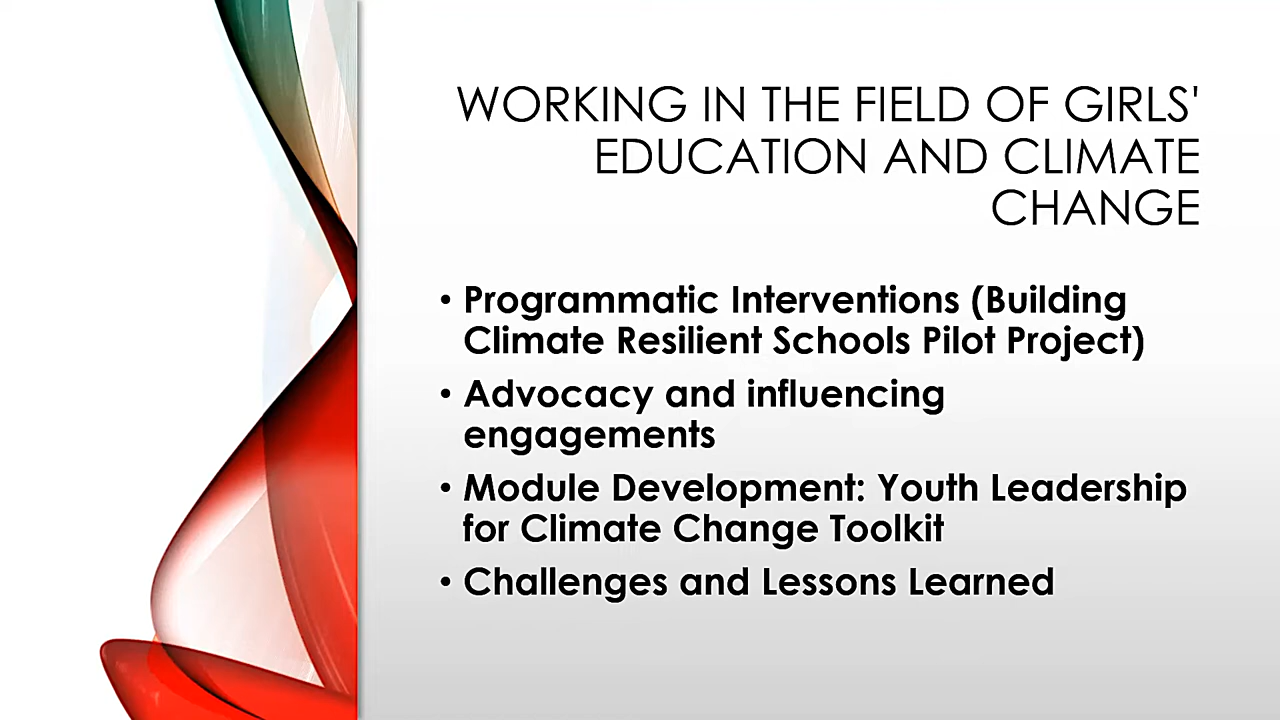 WORKING IN THE FIELD OF GIRLS'
EDUCATION AND CLIMATE
CHANGE
• Programmatic Interventions (Building
Climate Resilient Schools Pilot Project)
• Advocacy and influencing
engagements
• Module Development: Youth Leadership
for Climate Change Toolkit
• Challenges and Lessons Learned